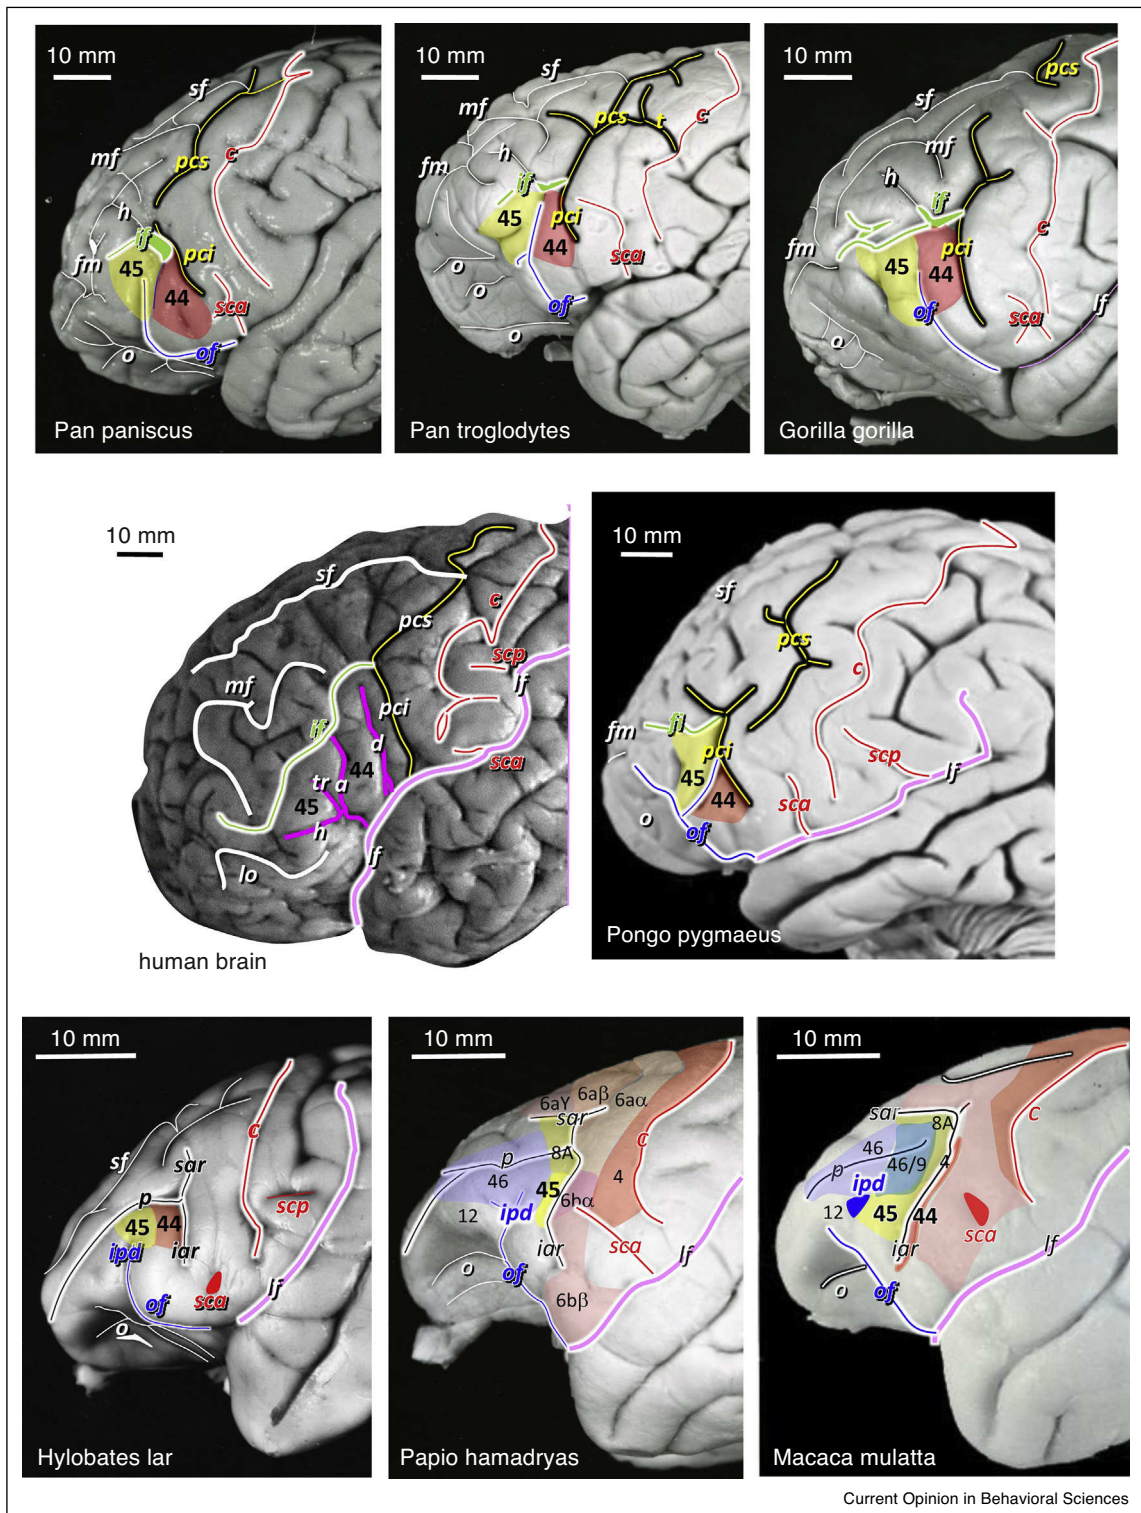 10 mm
sf
mf
pcs
c
h
if
fm
45
pci
44
sca
o
of
Pan paniscus
10 mm
sf
mf
pcs
t
c
fm
h
if
45
pci
44
sca
o
o
of
o
Pan troglodytes
10 mm
pcs
sf
mf
h
if
c
fm
45
44
pci
of
sca
lf
o
Gorilla gorilla
10 mm
sf
c
pcs
scp
mf
lf
pci
if
d
sca
44
tr a
45
h
lf
lo
human brain
10 mm
sf
pcs
c
fm
fi
pci
scp
45
lf
44
sca
o
of
Pongo pygmaeus
10 mm
c
sf
sar
scp
p
45
44
ipd
iar
sca
lf
of
o
Hylobates lar
10 mm
6aβ
6aY
6aα
sar
c
8A
p
46
45
4
6bα
12
ipd
iar
sca
lf
o
of
6bβ
Papio hamadryas
10 mm
sar
8A
c
46
p
46/9
4
ipd
12
45
44
sca
iar
lf
o
of
Macaca mulatta
Current Opinion in Behavioral Sciences